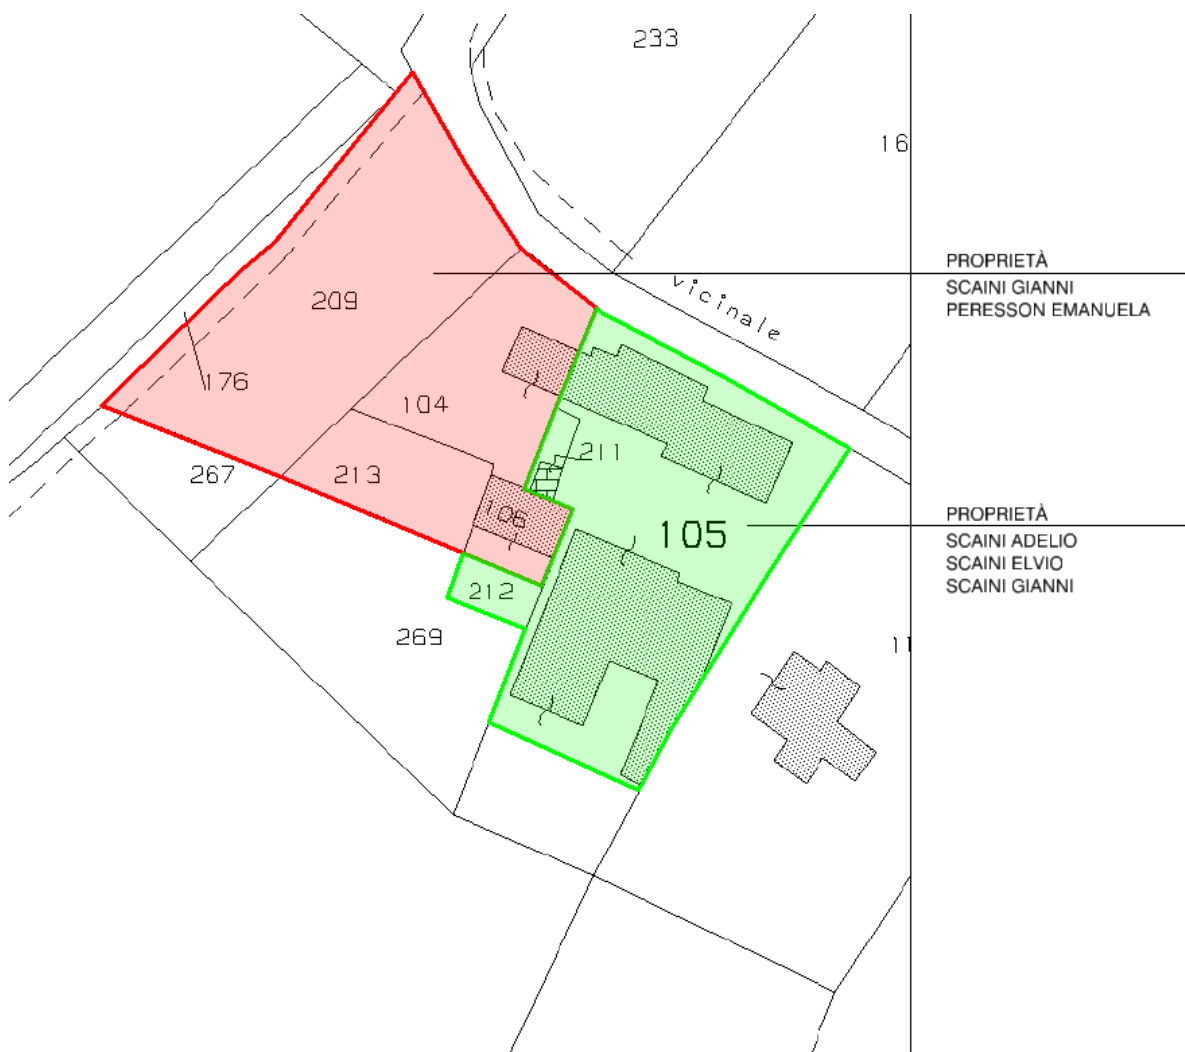 233
16
PROPRIETÀ
SCAINI GIANNI
PERESSON EMANUELA
vicinale
209
176
104
211
267
213
106
105
PROPRIETÀ
SCAINI ADELIO
SCAINI ELVIO
SCAINI GIANNI
212
269
11